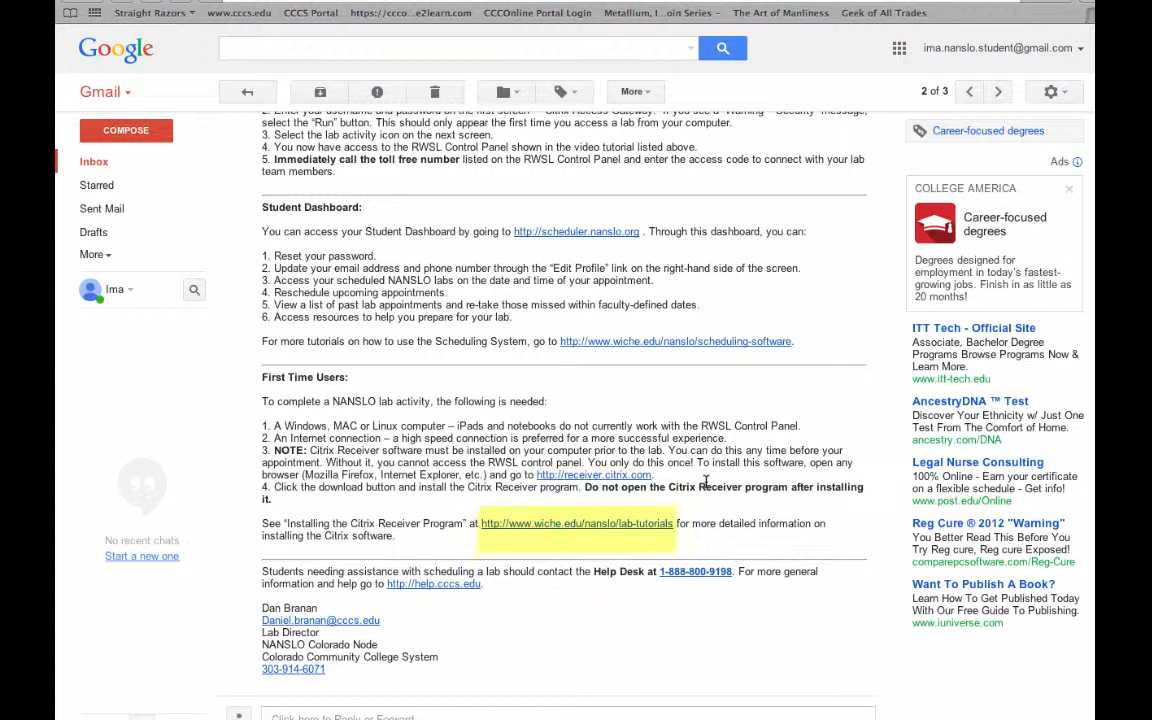 Straight Razors www.cccs.edu CCCS Portal https://ccco...e2learn.com CCCOnline Portal Login Metallium, I...oin Series – The Art of Manliness Geek of All Trades
Google
ima.nanslo.student@gmail.com
Gmail
More
2 of 3
COMPOSE
Inbox
Starred
Sent Mail
Drafts
More
Ima
No recent chats
Start a new one
select the "Run" button. This should only appear the first time you access a lab from your computer.
3. Select the lab activity icon on the next screen.
4. You now have access to the RWSL Control Panel shown in the video tutorial listed above.
5. Immediately call the toll free number listed on the RWSL Control Panel and enter the access code to connect with your lab
team members.
Student Dashboard:
You can access your Student Dashboard by going to http://scheduler.nanslo.org . Through this dashboard, you can:
1. Reset your password.
2. Update your email address and phone number through the "Edit Profile" link on the right-hand side of the screen.
3. Access your scheduled NANSLO labs on the date and time of your appointment.
4. Reschedule upcoming appointments.
5. View a list of past lab appointments and re-take those missed within faculty-defined dates.
6. Access resources to help you prepare for your lab.
For more tutorials on how to use the Scheduling System, go to http://www.wiche.edu/nanslo/scheduling-software.
First Time Users:
To complete a NANSLO lab activity, the following is needed:
1. A Windows, MAC or Linux computer – iPads and notebooks do not currently work with the RWSL Control Panel.
2. An Internet connection – a high speed connection is preferred for a more successful experience.
3. NOTE: Citrix Receiver software must be installed on your computer prior to the lab. You can do this any time before your
appointment. Without it, you cannot access the RWSL control panel. You only do this once! To install this software, open any
browser (Mozilla Firefox, Internet Explorer, etc.) and go to http://receiver.citrix.com.
4. Click the download button and install the Citrix Receiver program. Do not open the Citrix Receiver program after installing
it.
See "Installing the Citrix Receiver Program" at http://www.wiche.edu/nanslo/lab-tutorials for more detailed information on
installing the Citrix software.
Students needing assistance with scheduling a lab should contact the Help Desk at 1-888-800-9198. For more general
information and help go to http://help.cccs.edu.
Dan Branan
Daniel.branan@cccs.edu
Lab Director
NANSLO Colorado Node
Colorado Community College System
303-914-6071
Click here to Reply or Forward
Career-focused degrees
Ads
COLLEGE AMERICA
Career-focused
degrees
Degrees designed for
employment in today's fastest-
growing jobs. Finish in as little as
20 months!
ITT Tech - Official Site
Associate, Bachelor Degree
Programs Browse Programs Now &
Learn More.
www.itt-tech.edu
AncestryDNA ™ Test
Discover Your Ethnicity w/ Just One
Test From The Comfort of Home.
ancestry.com/DNA
Legal Nurse Consulting
100% Online - Earn your certificate
on a flexible schedule - Get info!
www.post.edu/Online
Reg Cure ® 2012 "Warning"
You Better Read This Before You
Try Reg cure, Reg cure Exposed!
comparepcsoftware.com/Reg-Cure
Want To Publish A Book?
Learn How To Get Published Today
With Our Free Guide To Publishing.
www.iuniverse.com